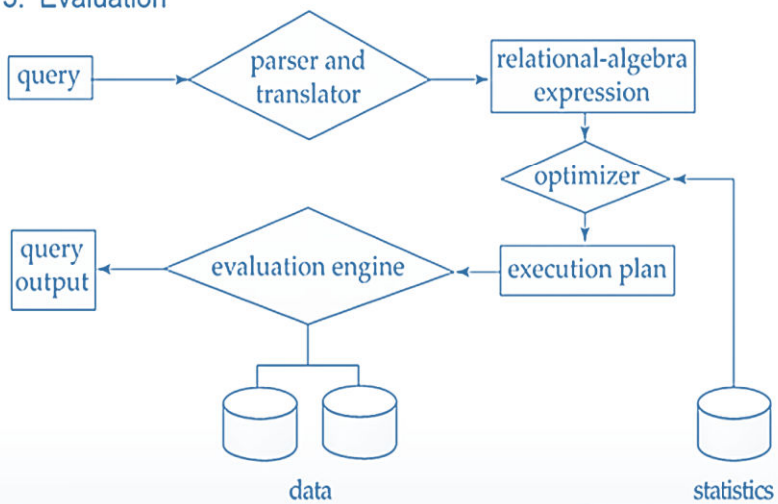 Evaluation
query
parser and
translator
relational-algebra
expression
optimizer
query
output
evaluation engine
execution plan
data
statistics